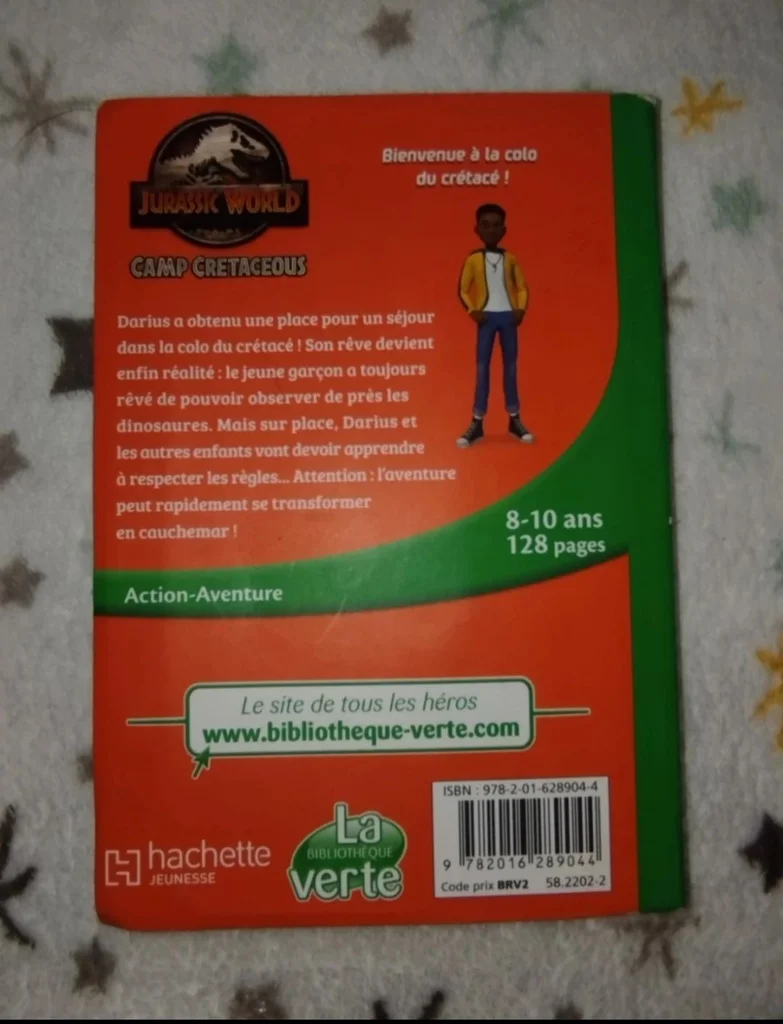 JURASSIC WORLD
CAMP CRETACEOUS
Bienvenue à la colo
du crétacé !
Darius a obtenu une place pour un séjour
dans la colo du crétacé ! Son rêve devient
enfin réalité : le jeune garçon a toujours
rêvé de pouvoir observer de près les
dinosaures. Mais sur place, Darius et
les autres enfants vont devoir apprendre
à respecter les règles... Attention : l'aventure
peut rapidement se transformer
en cauchemar !
8-10 ans
128 pages
Action-Aventure
Le site de tous les héros
www.bibliotheque-verte.com
hachette
JEUNESSE
La
BIBLIOTHÈQUE
verte
ISBN : 978-2-01-628904-4
9 782016 289044
Code prix BRV2 58.2202-2